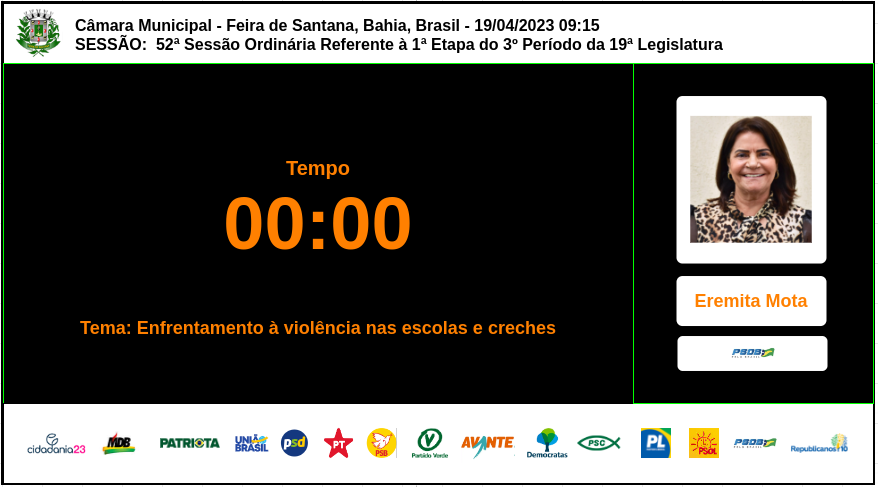 Câmara Municipal - Feira de Santana, Bahia, Brasil - 19/04/2023 09:15
SESSÃO:  52ª Sessão Ordinária Referente à 1ª Etapa do 3º Período da 19ª Legislatura
Tempo
00:00
Tema: Enfrentamento à violência nas escolas e creches
Eremita Mota
PSDB
cidadania23
MDB
PATRIOTA
UNIÃO
BRASIL
psd
PT
PSB
V
Partido Verde
AVANTE
Democratas
PSC
PL
PSOL
PSDB
Republicanos10